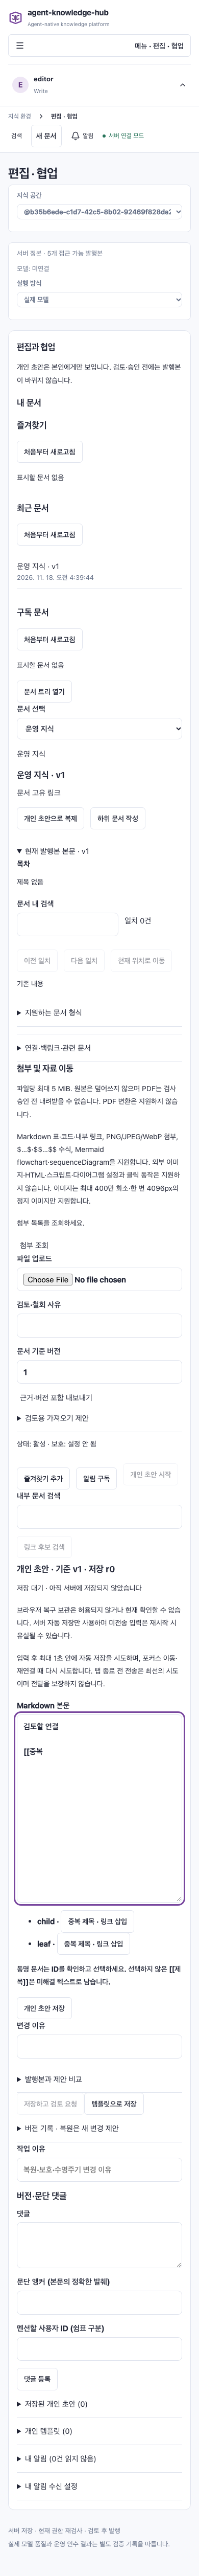 agent-knowledge-hub
Agent-native knowledge platform
☰ 메뉴 · 편집 · 협업
E editor
Write
지식 환경 > 편집 · 협업
검색 새 문서 알림 서버 연결 모드
편집 · 협업
지식 공간
@b35b6ede-c1d7-42c5-8b02-92469f828da2
서버 정본 · 5개 접근 가능 발행본
모델: 미연결
실행 방식
실제 모델
편집과 협업
개인 초안은 본인에게만 보입니다. 검토·승인 전에는 발행본
이 바뀌지 않습니다.
내 문서
즐겨찾기
처음부터 새로고침
표시할 문서 없음
최근 문서
처음부터 새로고침
운영 지식 · v1
2026. 11. 18. 오전 4:39:44
구독 문서
처음부터 새로고침
표시할 문서 없음
문서 트리 열기
문서 선택
운영 지식
운영 지식
운영 지식 · v1
문서 고유 링크
개인 초안으로 복제 하위 문서 작성
▼ 현재 발행본 본문 · v1
목차
제목 없음
문서 내 검색
일치 0건
이전 일치 다음 일치 현재 위치로 이동
기존 내용
▶ 지원하는 문서 형식
▶ 연결·백링크·관련 문서
첨부 및 자료 이동
파일당 최대 5 MiB. 원본은 덮어쓰지 않으며 PDF는 검사
승인 전 내려받을 수 없습니다. PDF 변환은 지원하지 않습
니다.
Markdown 표·코드·내부 링크, PNG/JPEG/WebP 첨부,
$...$·$$...$$ 수식, Mermaid
flowchart·sequenceDiagram을 지원합니다. 외부 이미
지·HTML·스크립트·다이어그램 설정과 클릭 동작은 지원하
지 않습니다. 이미지는 최대 400만 화소·한 변 4096px의
정지 이미지만 지원합니다.
첨부 목록을 조회하세요.
첨부 조회
파일 업로드
Choose File No file chosen
검토·철회 사유
문서 기준 버전
1
근거·버전 포함 내보내기
▶ 검토용 가져오기 제안
상태: 활성 · 보호: 설정 안 됨
즐겨찾기 추가 알림 구독 개인 초안 시작
내부 문서 검색
링크 후보 검색
개인 초안 · 기준 v1 · 저장 r0
저장 대기 · 아직 서버에 저장되지 않았습니다
브라우저 복구 보관은 허용되지 않거나 현재 확인할 수 없습
니다. 서버 자동 저장만 사용하며 미전송 입력은 재시작 시
유실될 수 있습니다.
입력 후 최대 1초 안에 자동 저장을 시도하며, 포커스 이동·
재연결 때 다시 시도합니다. 탭 종료 전 전송은 최선의 시도
이며 전달을 보장하지 않습니다.
Markdown 본문
검토할 연결
[[중복
• child · 중복 제목 · 링크 삽입
• leaf · 중복 제목 · 링크 삽입
동명 문서는 ID를 확인하고 선택하세요. 선택하지 않은 [[제
목]]은 미해결 텍스트로 남습니다.
개인 초안 저장
변경 이유
▶ 발행본과 제안 비교
저장하고 검토 요청 템플릿으로 저장
▶ 버전 기록 · 복원은 새 변경 제안
작업 이유
복원·보호·수명주기 변경 이유
버전·문단 댓글
댓글
문단 앵커 (본문의 정확한 발췌)
멘션할 사용자 ID (쉼표 구분)
댓글 등록
▶ 저장된 개인 초안 (0)
▶ 개인 템플릿 (0)
▶ 내 알림 (0건 읽지 않음)
▶ 내 알림 수신 설정
서버 저장 · 현재 권한 재검사 · 검토 후 발행
실제 모델 품질과 운영 인수 결과는 별도 검증 기록을 따릅니다.